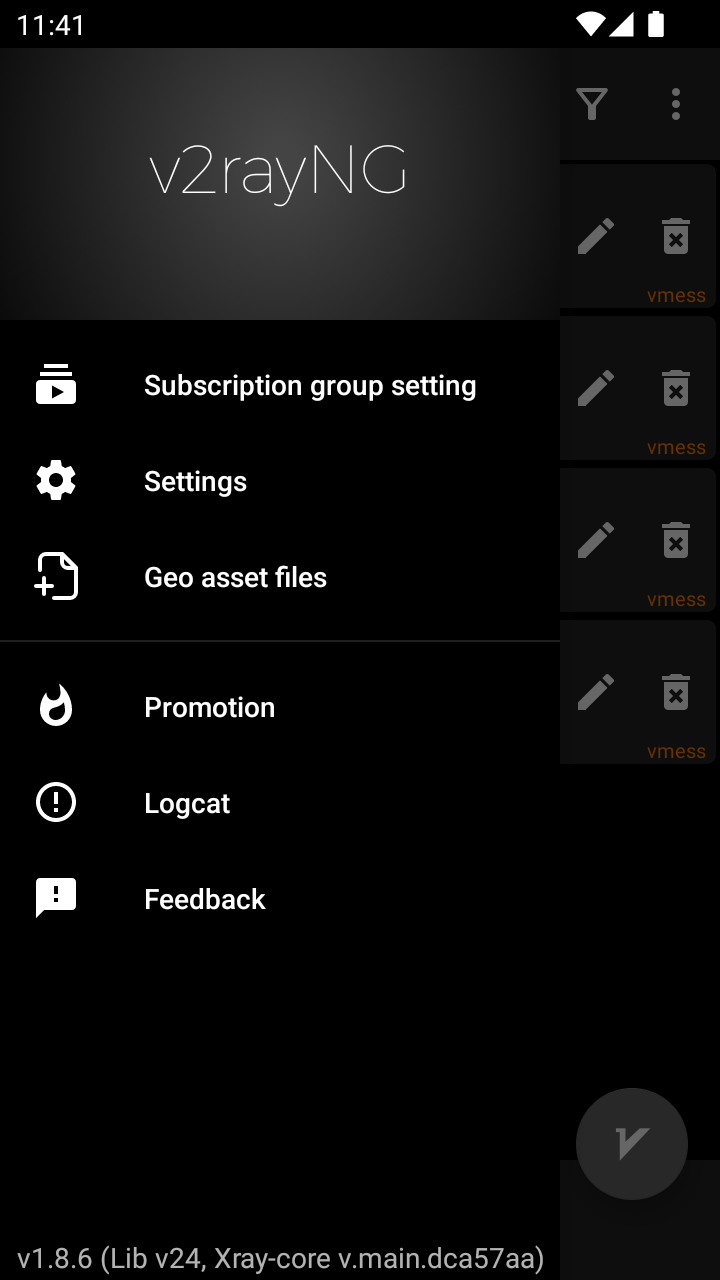 11:41
v2rayNG
vmess
vmess
Subscription group setting
Settings
Geo asset files
vmess
Promotion
vmess
Logcat
Feedback
v1.8.6 (Lib v24, Xray-core v.main.dca57aa)